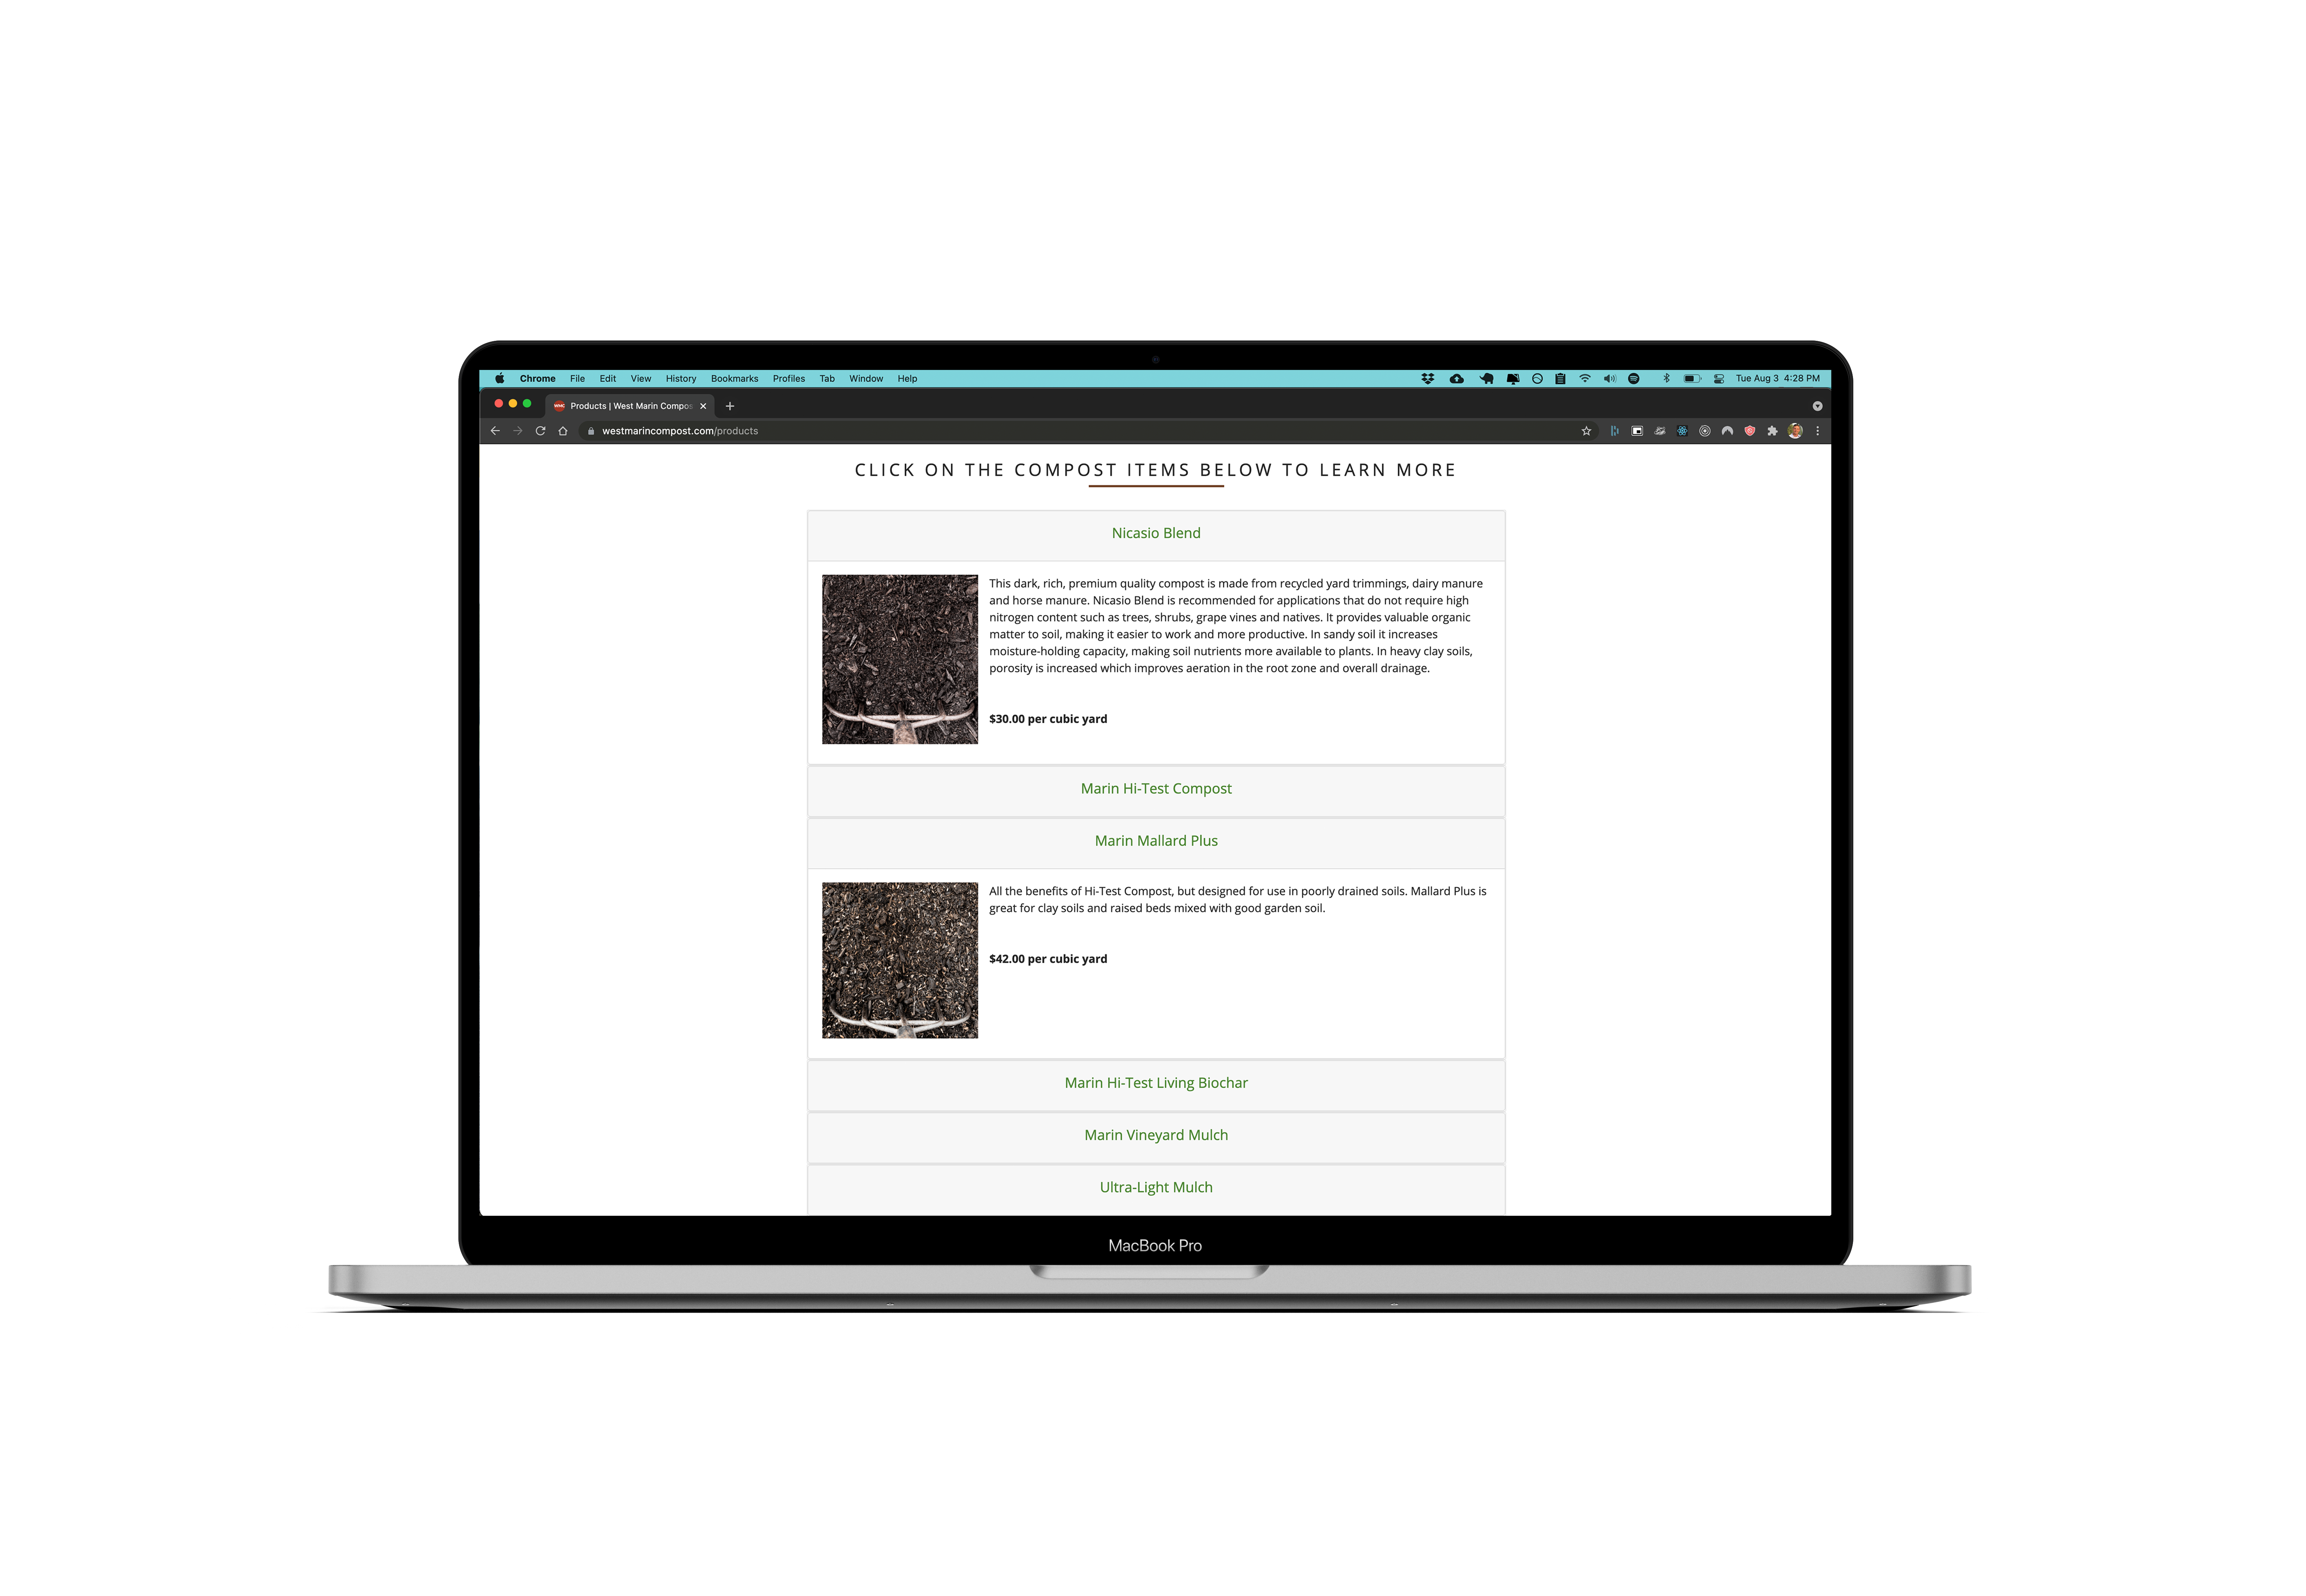 Chrome File Edit View History Bookmarks Profiles Tab Window Help Tue Aug 3 4:28 PM
Products | West Marin Compos
westmarincompost.com/products
CLICK ON THE COMPOST ITEMS BELOW TO LEARN MORE
Nicasio Blend
This dark, rich, premium quality compost is made from recycled yard trimmings, dairy manure
and horse manure. Nicasio Blend is recommended for applications that do not require high
nitrogen content such as trees, shrubs, grape vines and natives. It provides valuable organic
matter to soil, making it easier to work and more productive. In sandy soil it increases
moisture-holding capacity, making soil nutrients more available to plants. In heavy clay soils,
porosity is increased which improves aeration in the root zone and overall drainage.
$30.00 per cubic yard
Marin Hi-Test Compost
Marin Mallard Plus
All the benefits of Hi-Test Compost, but designed for use in poorly drained soils. Mallard Plus is
great for clay soils and raised beds mixed with good garden soil.
$42.00 per cubic yard
Marin Hi-Test Living Biochar
Marin Vineyard Mulch
Ultra-Light Mulch
MacBook Pro